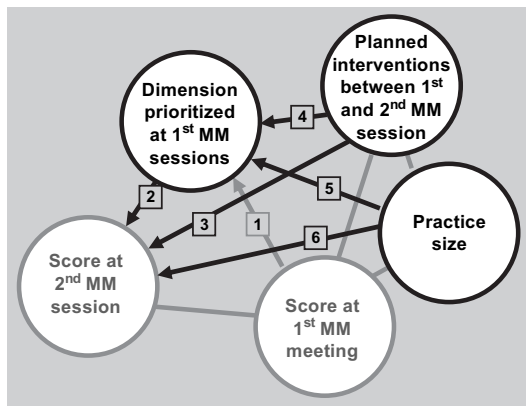 Planned
interventions
between 1st
and 2nd MM
session
Dimension
prioritized
at 1st MM
sessions
4
5
2
3
1
6
Practice
size
Score at
2nd MM
session
Score at
1st MM
meeting